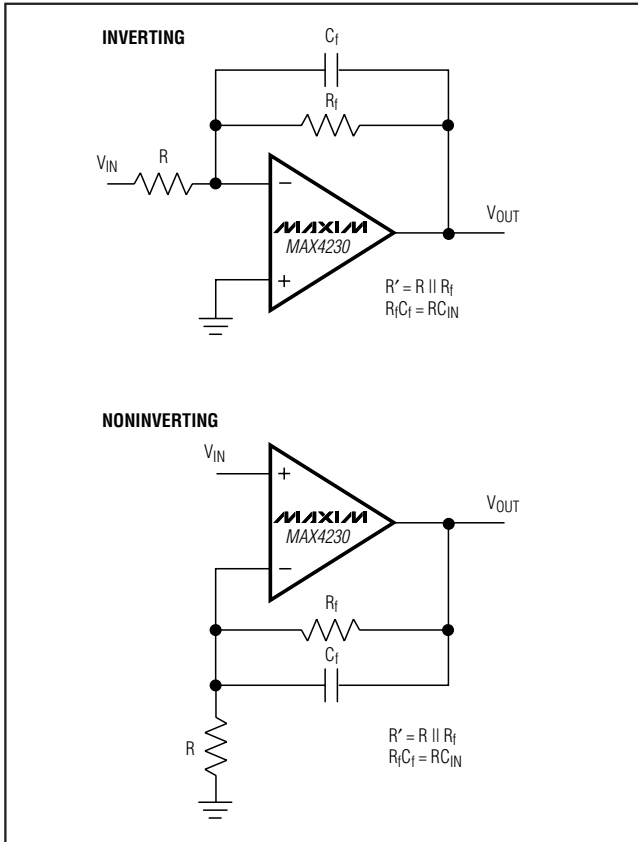 INVERTING
Cf
Rf
VIN
R
−
MAXIM
MAX4230
+
VOUT
R′ = R || Rf
RfCf = RCIN
NONINVERTING
VIN
+
MAXIM
MAX4230
−
VOUT
Rf
Cf
R
R′ = R || Rf
RfCf = RCIN